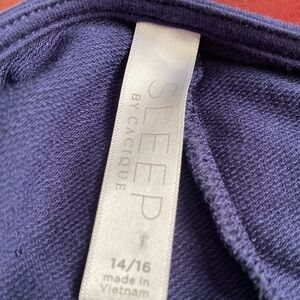 SLEEP
BY CACIQUE
14/16
made in
Vietnam